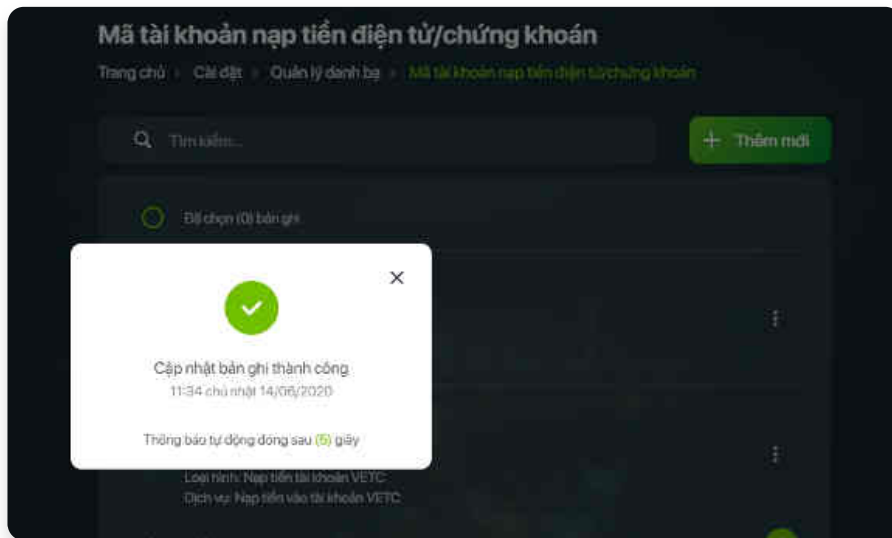 Mã tài khoản nạp tiền điện tử/chứng khoán
Trang chủ Cài đặt Quản lý danh bạ Mã tài khoản nạp tiền điện tử/chứng khoán
Tìm kiếm...
+ Thêm mới
Đã chọn (0) bản ghi
Cập nhật bản ghi thành công
11:34 chủ nhật 14/06/2020
Thông báo tự động đóng sau (5) giây
Loại hình: Nạp tiền tài khoản VETC
Dịch vụ: Nạp tiền vào tài khoản VETC